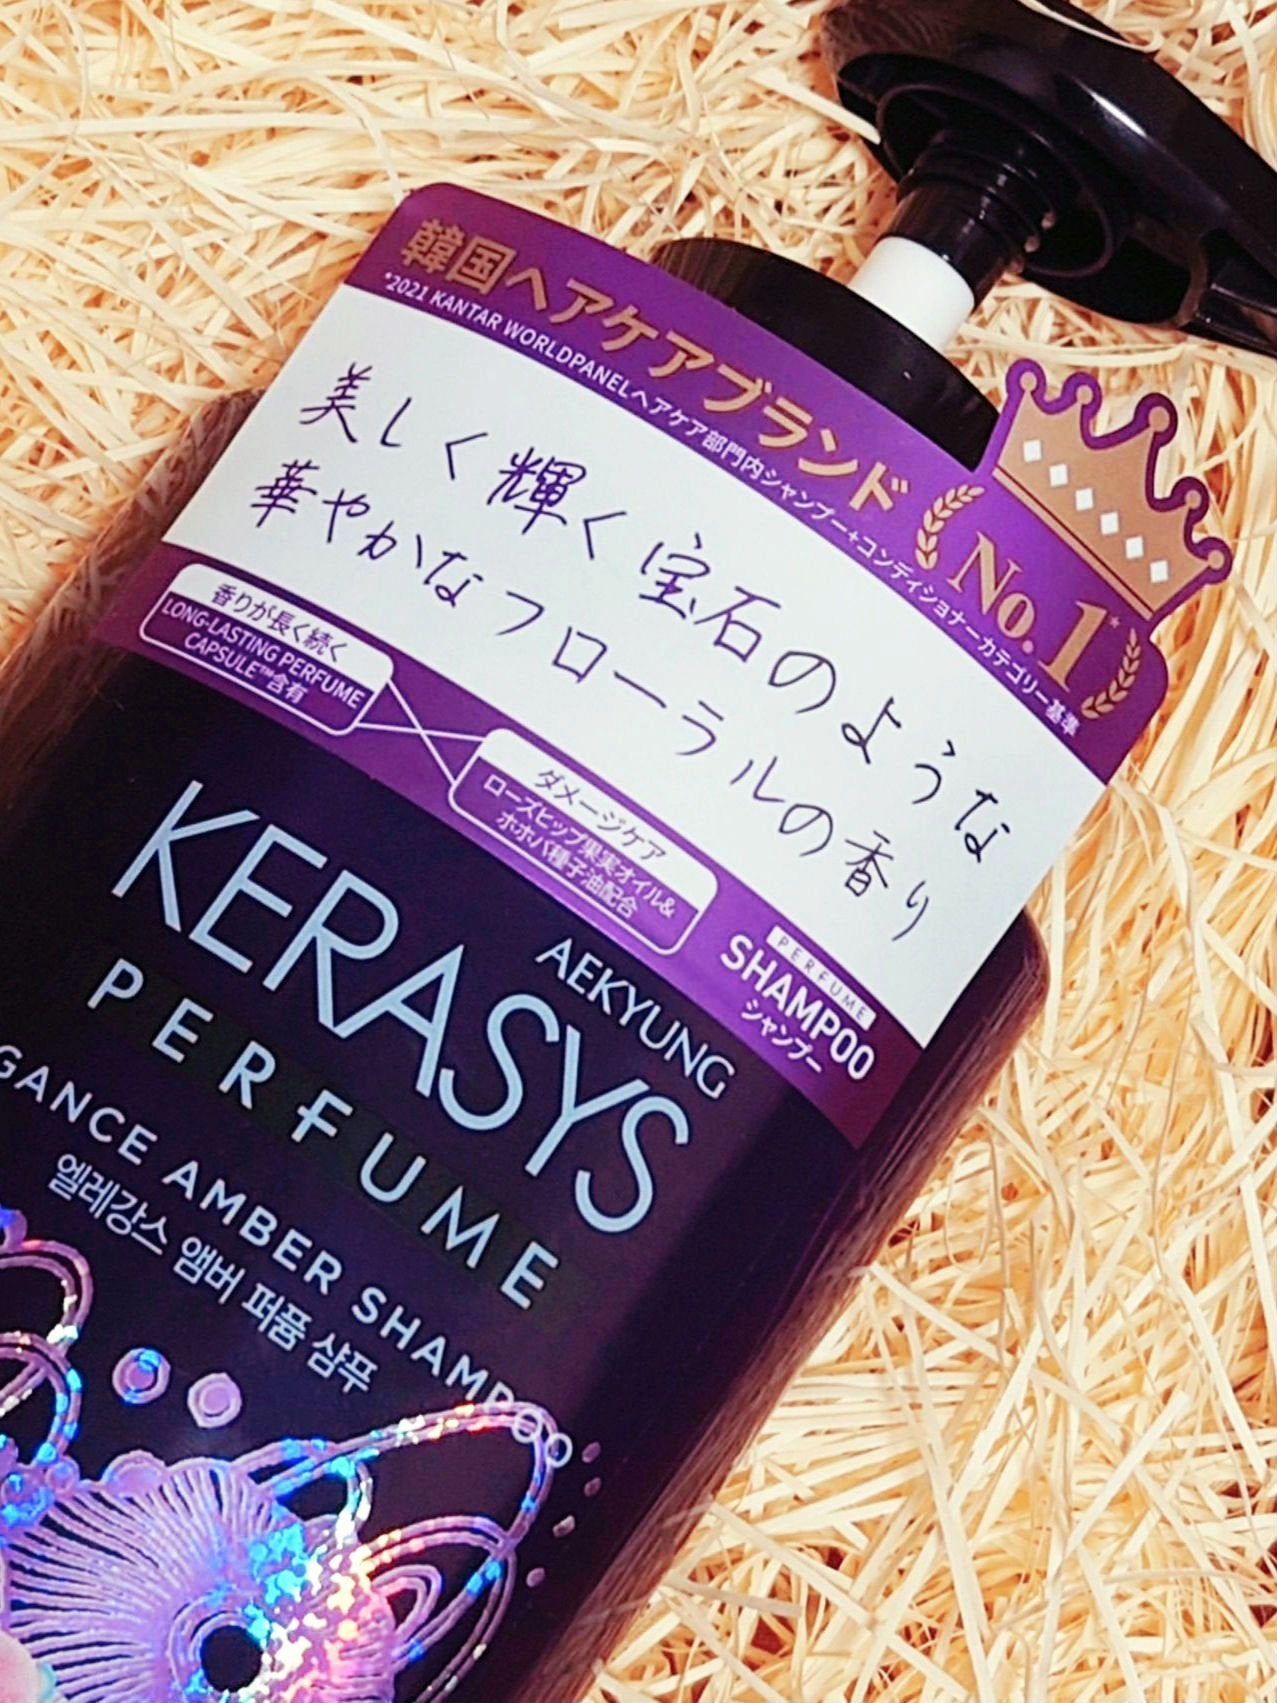 韓国ヘアケアブランド
No.1*
*2021 KANTAR WORLDPANELヘアケア部門内シャンプー+コンディショナーカテゴリー基準
美しく輝く宝石のような
華やかなフローラルの香り
香りが長く続く
LONG-LASTING PERFUME
CAPSULE™含有
ダメージケア
ローズヒップ果実オイル&
ホホバ種子油配合
PERFUME
SHAMPOO
シャンプー
AEKYUNG
KERASYS
PERFUME
GANCE AMBER SHAMPOO
엘레강스 앰버 퍼퓸 샴푸